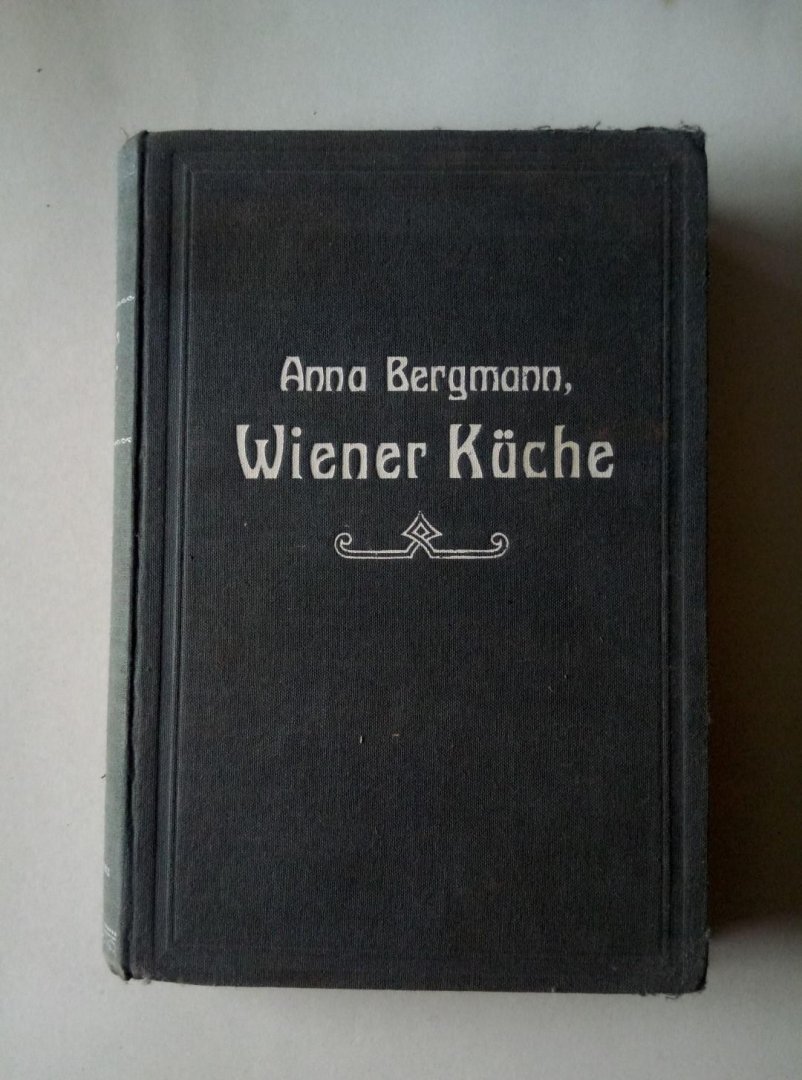 Anna Bergmann,
Wiener Küche